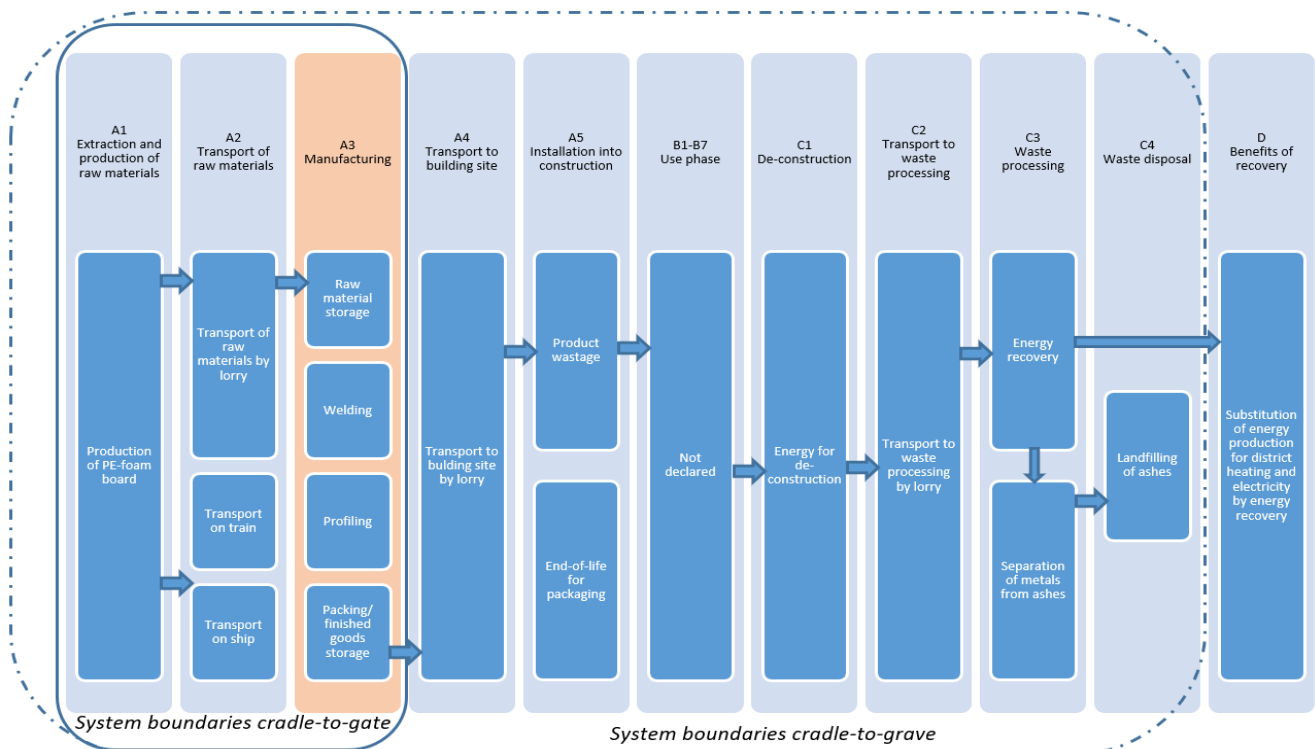 A1
Extraction and
production of
raw materials
A2
Transport of
raw materials
A3
Manufacturing
A4
Transport to
building site
A5
Installation into
construction
B1-B7
Use phase
C1
De-construction
C2
Transport to
waste
processing
C3
Waste
processing
C4
Waste disposal
D
Benefits of
recovery
Production
of PE-foam
board
Transport of
raw
materials by
lorry
Transport
on train
Transport
on ship
Raw
material
storage
Welding
Profiling
Packing/
finished
goods
storage
Transport to
bulding site
by lorry
Product
wastage
End-of-life
for
packaging
Not
declared
Energy for
de-
construction
Transport to
waste
processing
by lorry
Energy
recovery
Separation
of metals
from ashes
Landfilling
of ashes
Substitution
of energy
production
for district
heating and
electricity
by energy
recovery
System boundaries cradle-to-gate
System boundaries cradle-to-grave